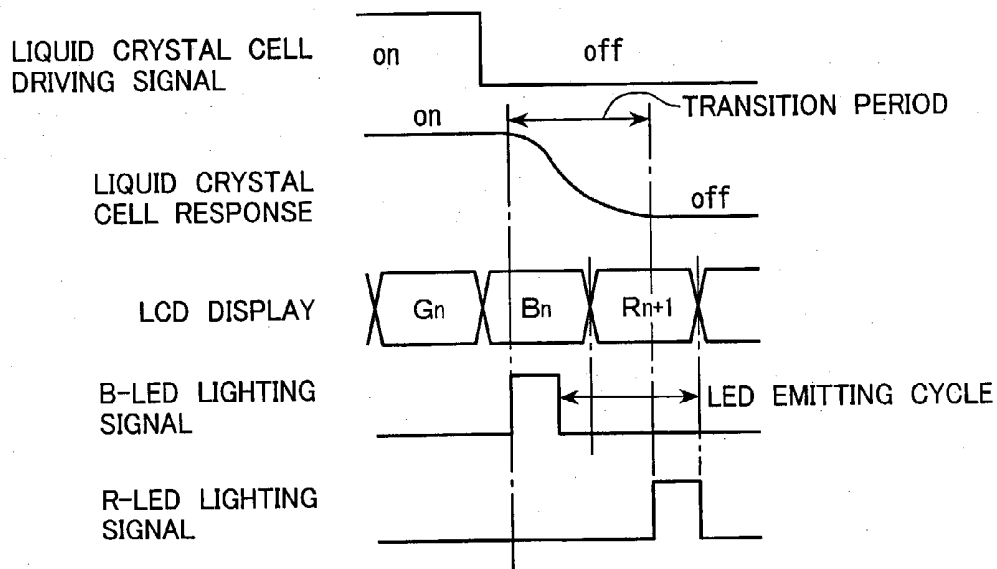 LIQUID CRYSTAL CELL
DRIVING SIGNAL
on
off
TRANSITION PERIOD
on
LIQUID CRYSTAL
CELL RESPONSE
off
LCD DISPLAY
Gn
Bn
Rn+1
B-LED LIGHTING
SIGNAL
LED EMITTING CYCLE
R-LED LIGHTING
SIGNAL